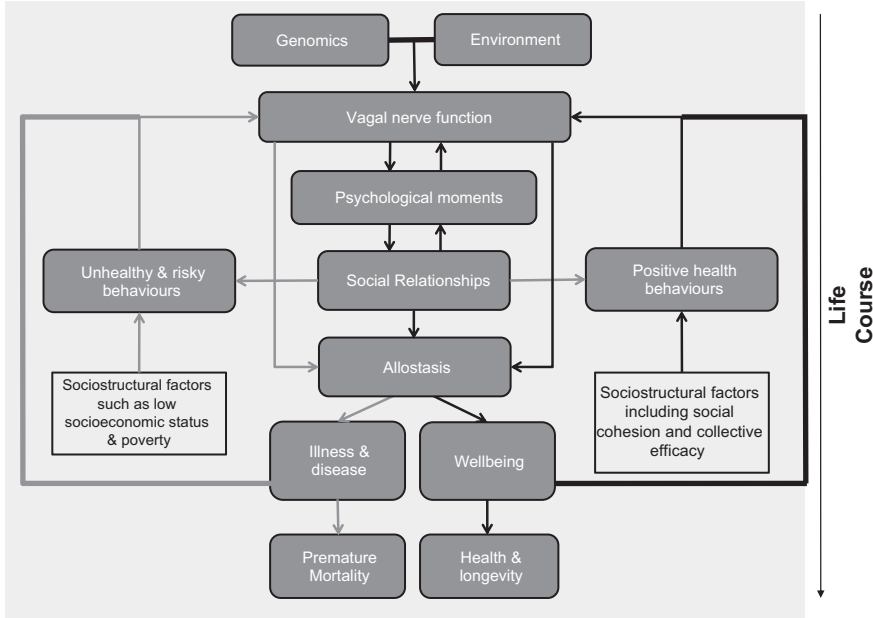 Genomics
Environment
Vagal nerve function
Psychological moments
Unhealthy & risky
behaviours
Social Relationships
Positive health
behaviours
Life
Course
Allostasis
Sociostructural factors
such as low
socioeconomic status
& poverty
Sociostructural factors
including social
cohesion and collective
efficacy
Illness &
disease
Wellbeing
Premature
Mortality
Health &
longevity